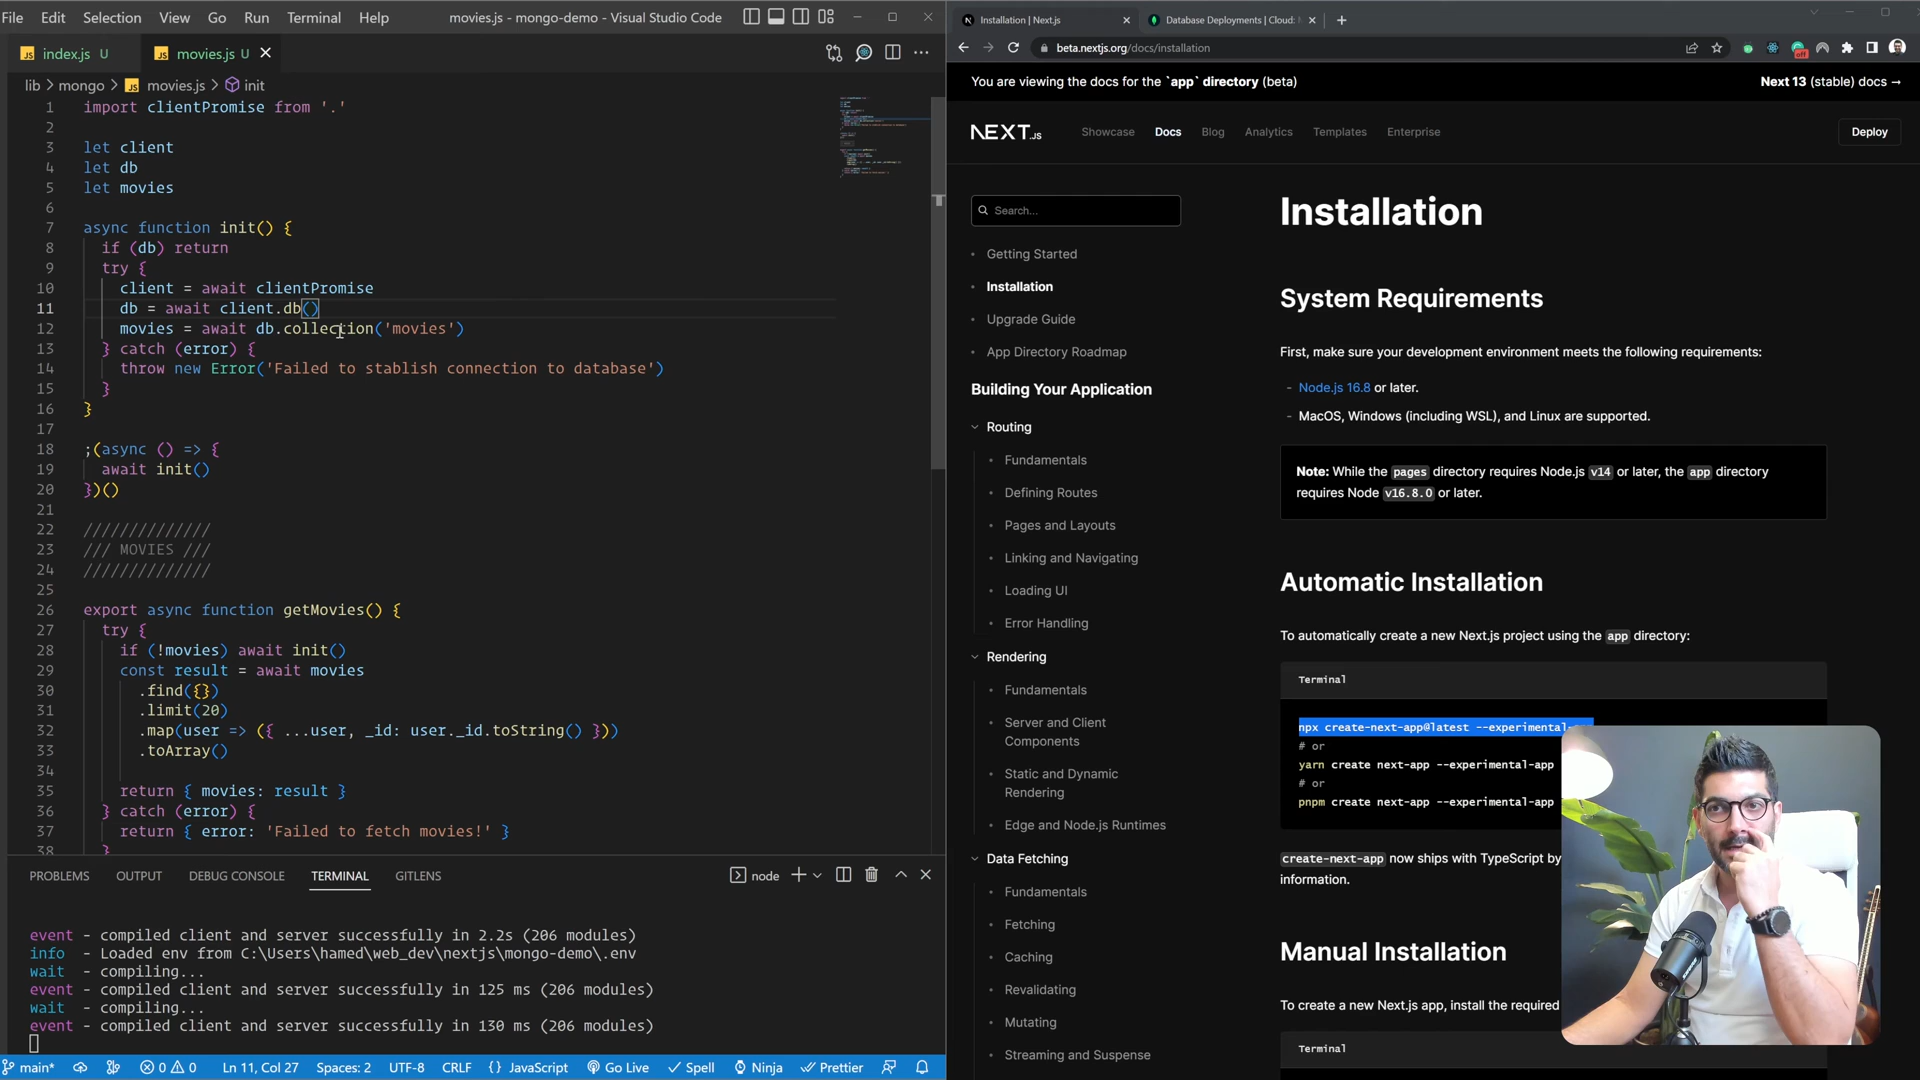 File Edit Selection View Go Run Terminal Help
movies.js - mongo-demo - Visual Studio Code
index.js U
movies.js U
lib > mongo > movies.js > init
1 import clientPromise from '.'
2
3 let client
4 let db
5 let movies
6
7 async function init() {
8 if (db) return
9 try {
10 client = await clientPromise
11 db = await client.db()
12 movies = await db.collection('movies')
13 } catch (error) {
14 throw new Error('Failed to stablish connection to database')
15 }
16 }
17
18 ;(async () => {
19 await init()
20 })()
21
22 //////////////
23 /// MOVIES ///
24 //////////////
25
26 export async function getMovies() {
27 try {
28 if (!movies) await init()
29 const result = await movies
30 .find({})
31 .limit(20)
32 .map(user => ({ ...user, _id: user._id.toString() }))
33 .toArray()
34
35 return { movies: result }
36 } catch (error) {
37 return { error: 'Failed to fetch movies!' }
38 }
PROBLEMS OUTPUT DEBUG CONSOLE TERMINAL GITLENS
node
event - compiled client and server successfully in 2.2s (206 modules)
info - Loaded env from C:\Users\hamed\web_dev\nextjs\mongo-demo\.env
wait - compiling...
event - compiled client and server successfully in 125 ms (206 modules)
wait - compiling...
event - compiled client and server successfully in 130 ms (206 modules)
main* 0 0 Ln 11, Col 27 Spaces: 2 UTF-8 CRLF {} JavaScript Go Live Spell Ninja Prettier
Installation | Next.js
Database Deployments | Cloud:
beta.nextjs.org/docs/installation
off
You are viewing the docs for the `app` directory (beta)
Next 13 (stable) docs →
NEXT.JS
Showcase Docs Blog Analytics Templates Enterprise
Deploy
Search...
Getting Started
Installation
Upgrade Guide
App Directory Roadmap
Building Your Application
Routing
Fundamentals
Defining Routes
Pages and Layouts
Linking and Navigating
Loading UI
Error Handling
Rendering
Fundamentals
Server and Client
Components
Static and Dynamic
Rendering
Edge and Node.js Runtimes
Data Fetching
Fundamentals
Fetching
Caching
Revalidating
Mutating
Streaming and Suspense
Installation
System Requirements
First, make sure your development environment meets the following requirements:
- Node.js 16.8 or later.
- MacOS, Windows (including WSL), and Linux are supported.
Note: While the pages directory requires Node.js v14 or later, the app directory
requires Node v16.8.0 or later.
Automatic Installation
To automatically create a new Next.js project using the app directory:
Terminal
npx create-next-app@latest --experimental-
# or
yarn create next-app --experimental-app
# or
pnpm create next-app --experimental-app
create-next-app now ships with TypeScript by
information.
Manual Installation
To create a new Next.js app, install the required
Terminal